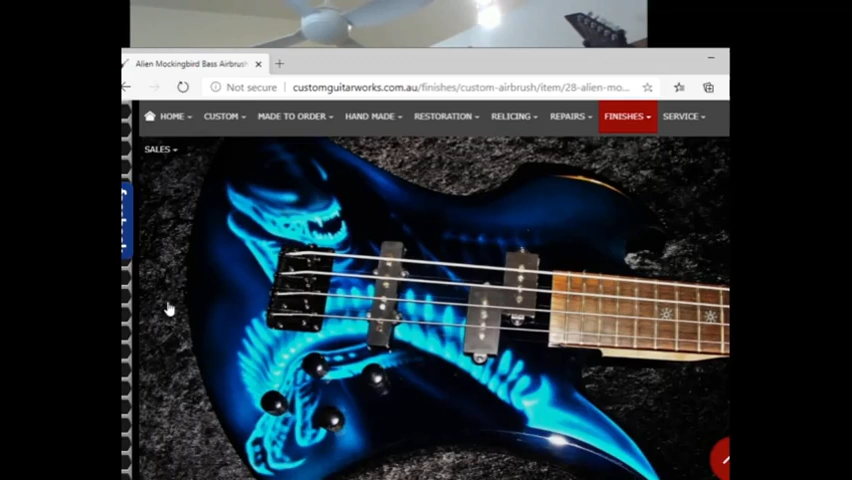 Alien Mockingbird Bass Airbrush
Not secure customguitarworks.com.au/finishes/custom-airbrush/item/28-alien-mo...
HOME CUSTOM MADE TO ORDER HAND MADE RESTORATION RELICING REPAIRS FINISHES SERVICE
SALES